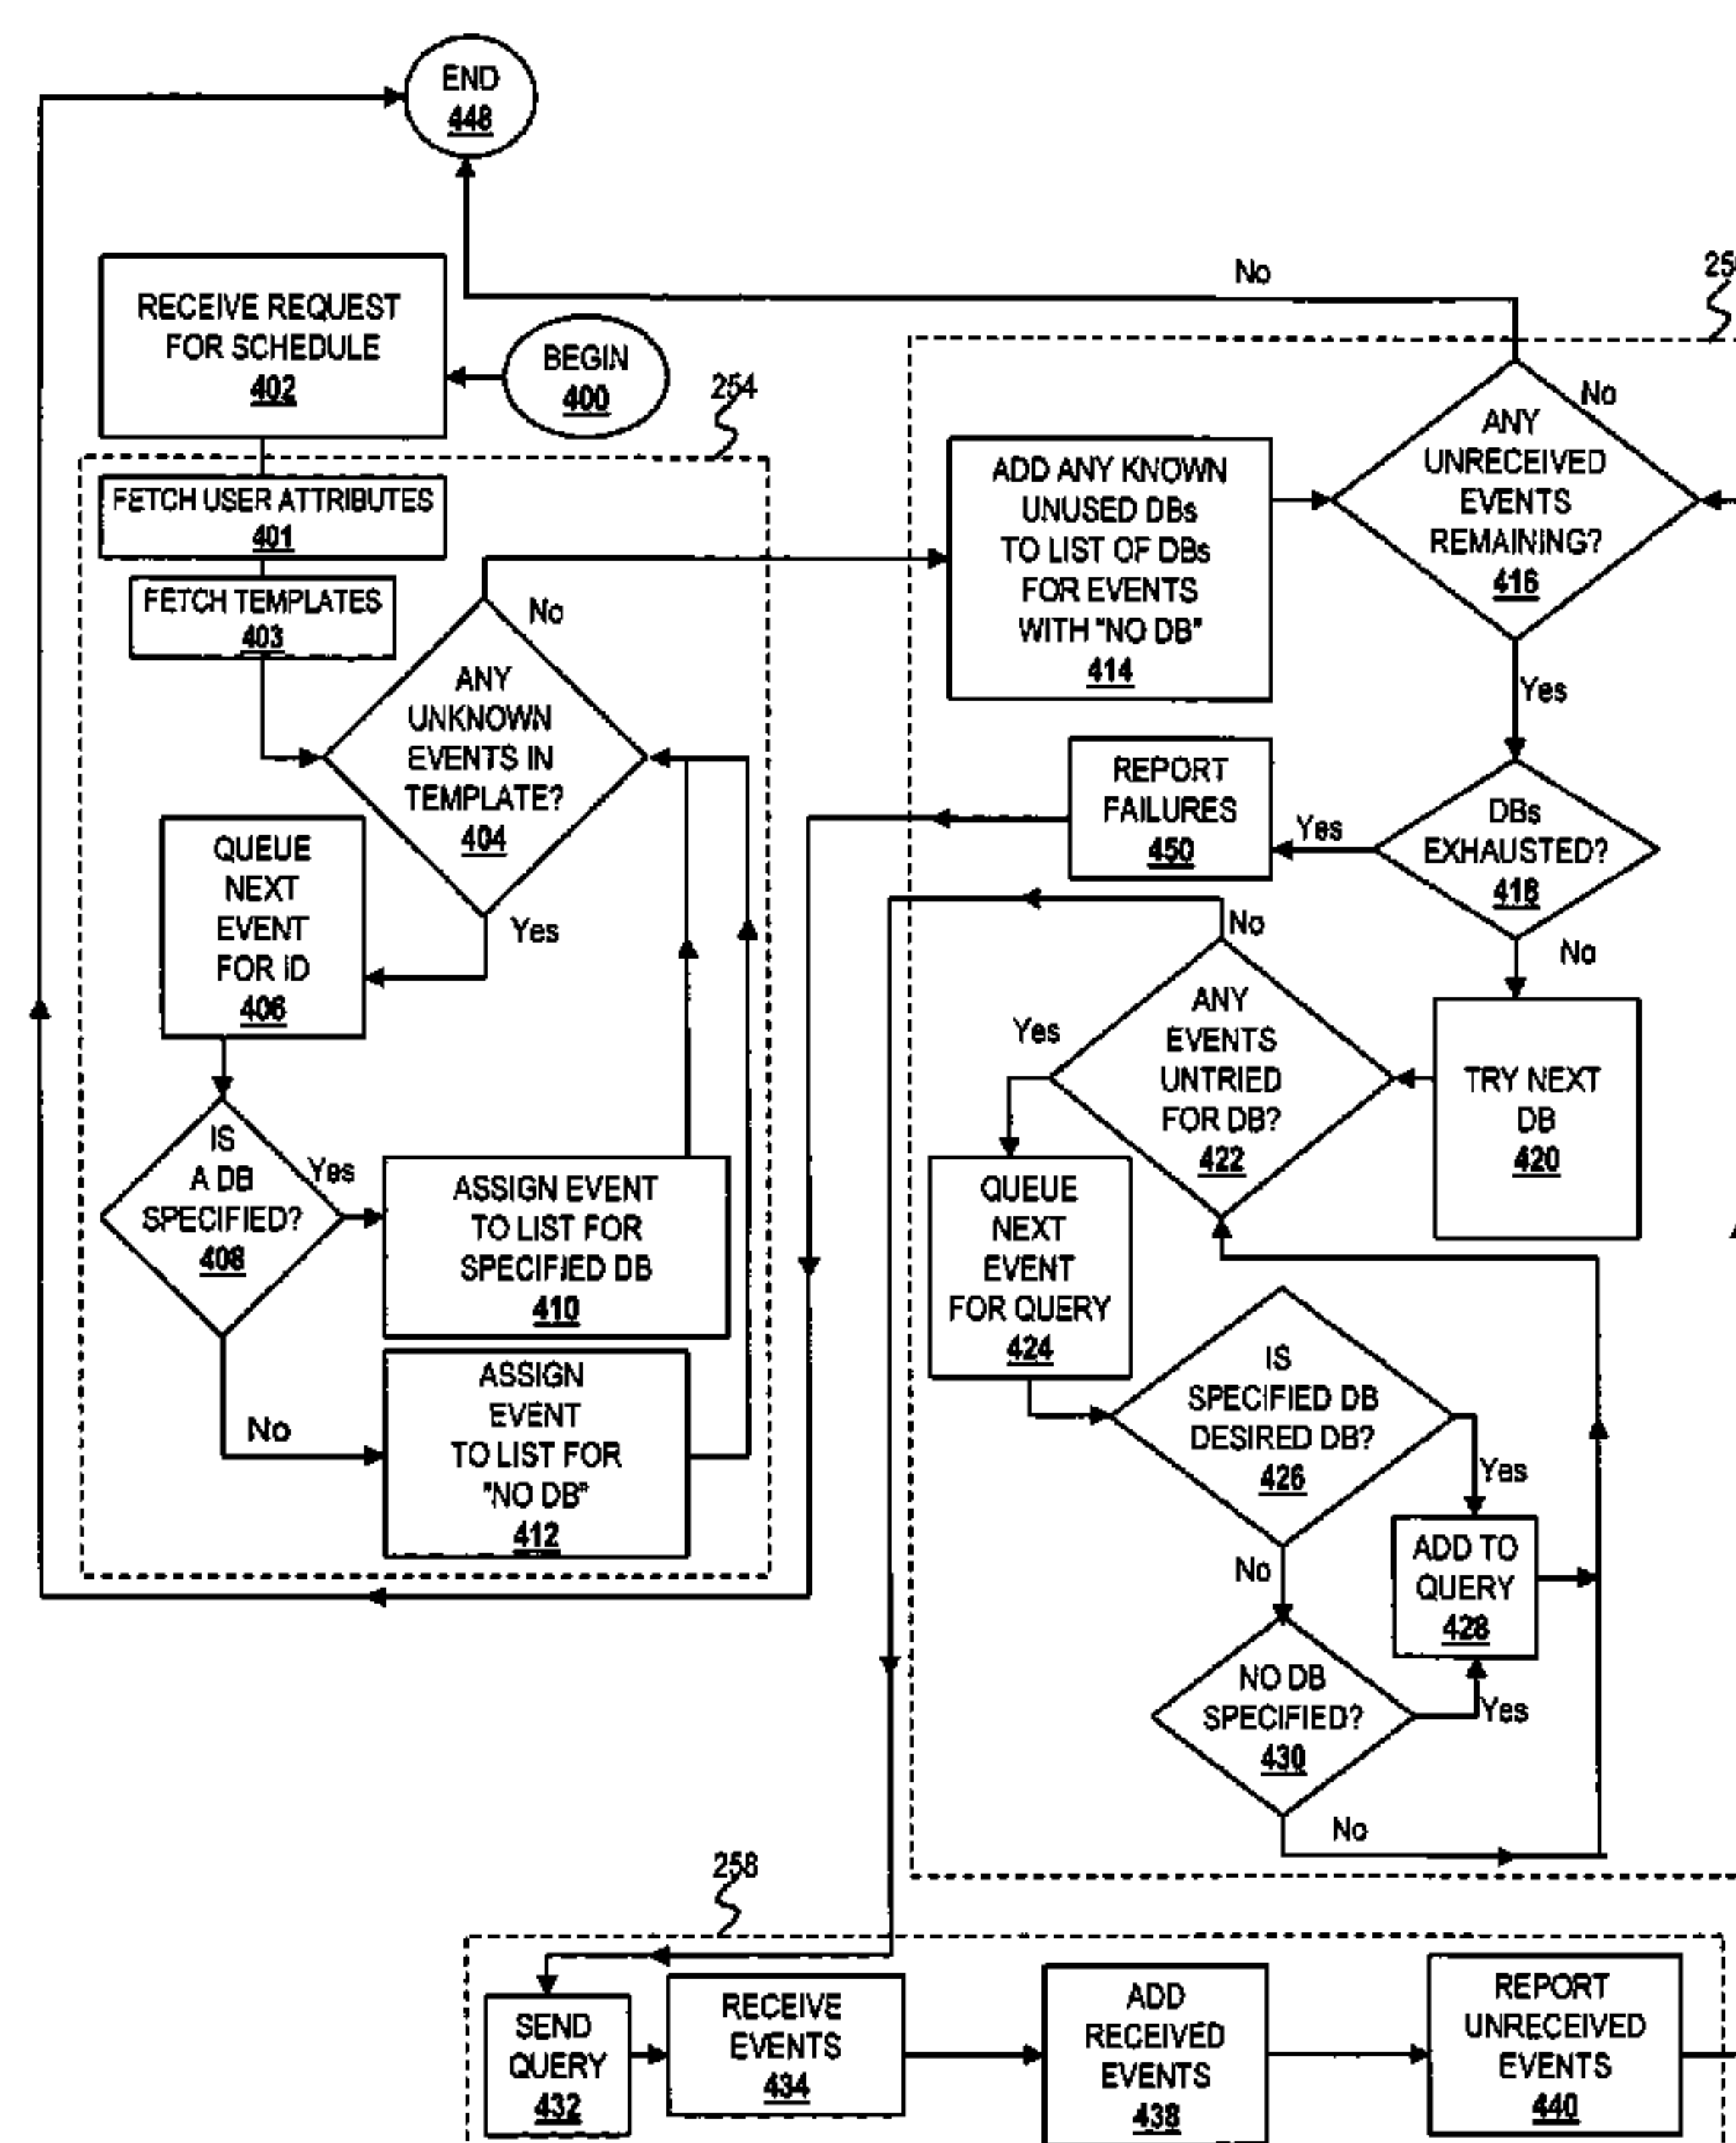 END
448
No
25
RECEIVE REQUEST
FOR SCHEDULE
402
BEGIN
400
254
FETCH USER ATTRIBUTES
401
FETCH TEMPLATES
403
No
ANY
UNKNOWN
EVENTS IN
TEMPLATE?
404
Yes
QUEUE
NEXT
EVENT
FOR ID
406
IS
A DB
SPECIFIED?
408
Yes
ASSIGN EVENT
TO LIST FOR
SPECIFIED DB
410
No
ASSIGN
EVENT
TO LIST FOR
"NO DB"
412
ADD ANY KNOWN
UNUSED DBs
TO LIST OF DBs
FOR EVENTS
WITH "NO DB"
414
No
ANY
UNRECEIVED
EVENTS
REMAINING?
416
Yes
DBs
EXHAUSTED?
418
Yes
REPORT
FAILURES
450
No
TRY NEXT
DB
420
No
ANY
EVENTS
UNTRIED
FOR DB?
422
Yes
QUEUE
NEXT
EVENT
FOR QUERY
424
IS
SPECIFIED DB
DESIRED DB?
426
Yes
ADD TO
QUERY
428
No
NO DB
SPECIFIED?
430
Yes
No
258
SEND
QUERY
432
RECEIVE
EVENTS
434
ADD
RECEIVED
EVENTS
438
REPORT
UNRECEIVED
EVENTS
440